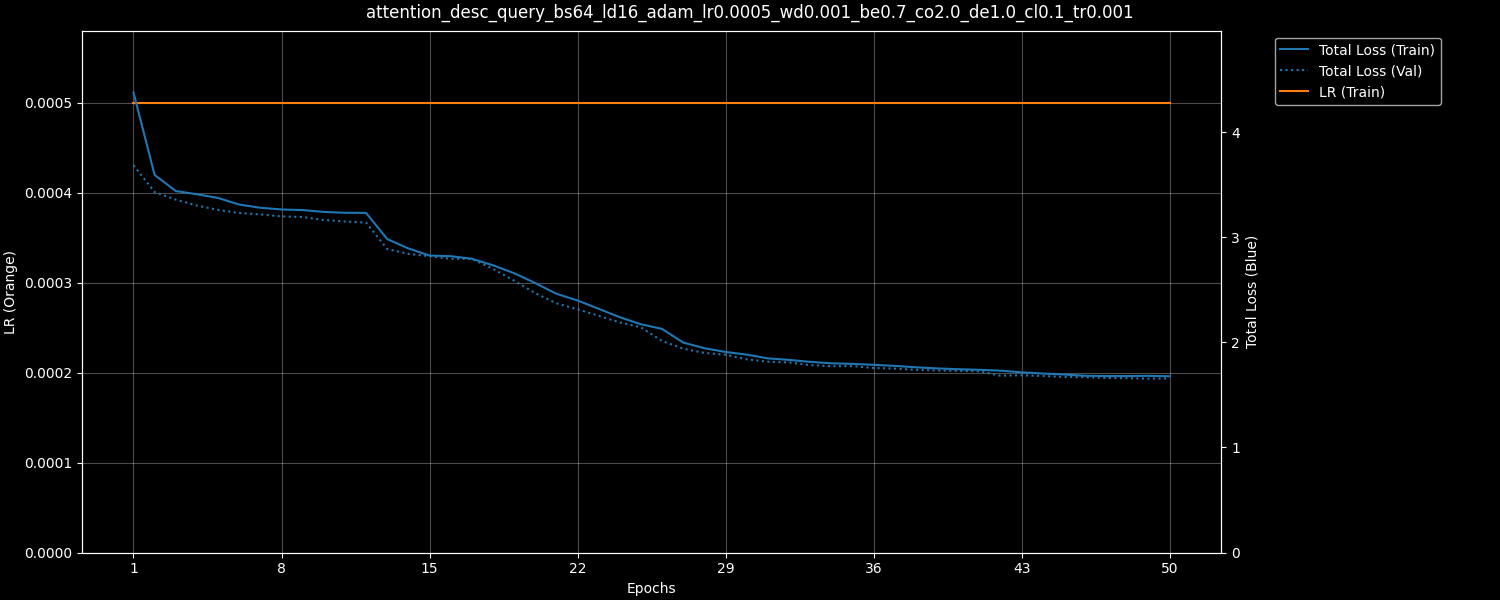 attention_desc_query_bs64_ld16_adam_lr0.0005_wd0.001_be0.7_co2.0_de1.0_cl0.1_tr0.001
Total Loss (Train)
Total Loss (Val)
LR (Train)
LR (Orange)
0.0005
0.0004
0.0003
0.0002
0.0001
0.0000
4
3
2
1
0
Total Loss (Blue)
1 8 15 22 29 36 43 50
Epochs